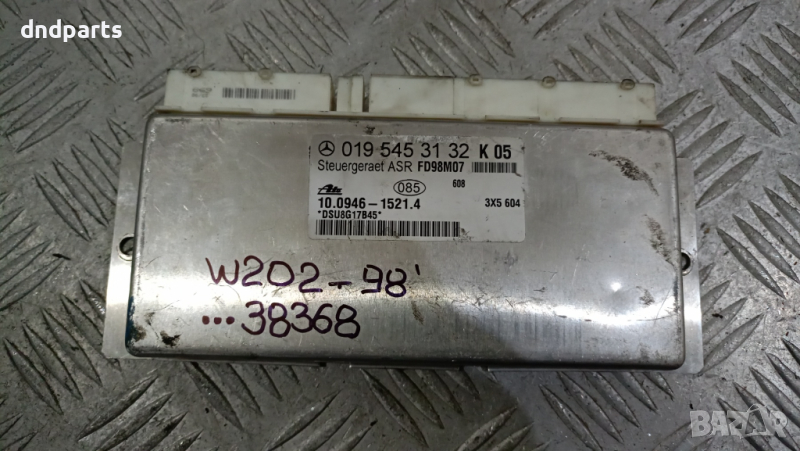 dndparts
019 545 31 32 K 05
Steuergeraet ASR FD98M07
085 608
Ate
10.0946-1521.4 3X5 604
*DSU8G17B45*
W202-98'
...38368
BAZAR